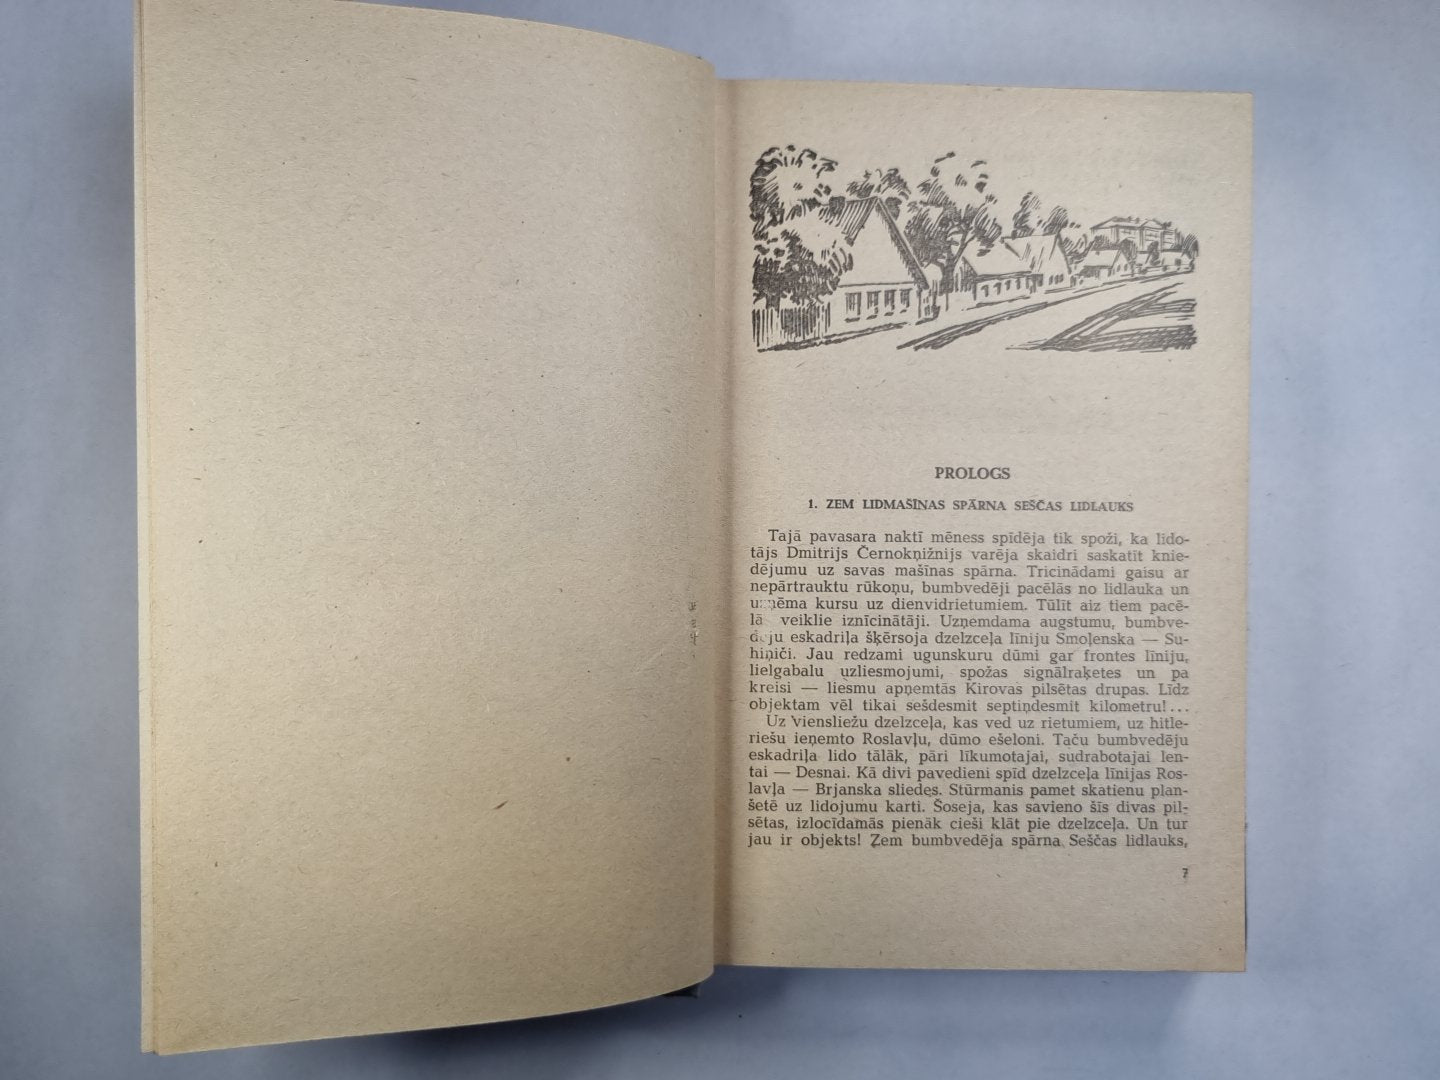 PROLOGS
1. ZEM LIDMAŠĪNAS SPĀRNA SEŠČAS LIDLAUKS
Tajā pavasara naktī mēness spīdēja tik spoži, ka lido-
tājs Dmitrijs Černokņižnijs varēja skaidri saskatīt knie-
dējumu uz savas mašīnas spārna. Tricinādami gaisu ar
nepārtrauktu rūkoņu, bumbvedēji pacēlās no lidlauka un
uzņēma kursu uz dienvidrietumiem. Tūlīt aiz tiem pacē-
lā veiklie iznīcinātāji. Uzņemdama augstumu, bumbve-
dēju eskadriļa šķērsoja dzelzceļa līniju Smoļenska — Su-
hiņiči. Jau redzami ugunskuru dūmi gar frontes līniju,
lielgabalu uzliesmojumi, spožas signālraķetes un pa
kreisi — liesmu apņemtās Kirovas pilsētas drupas. Līdz
objektam vēl tikai sešdesmit septiņdesmit kilometru!...
Uz viensliežu dzelzceļa, kas ved uz rietumiem, uz hitle-
riešu ieņemto Roslavļu, dūmo ešeloni. Taču bumbvedēju
eskadriļa lido tālāk, pāri līkumotajai, sudrabotajai len-
tai — Desnai. Kā divi pavedieni spīd dzelzceļa līnijas Ros-
lavļa — Brjanska sliedes. Stūrmanis pamet skatienu plan-
šetē uz lidojumu karti. Šoseja, kas savieno šīs divas pil-
sētas, izlocīdamās pienāk cieši klāt pie dzelzceļa. Un tur
jau ir objekts! Zem bumbvedēja spārna Seščas lidlauks,
7